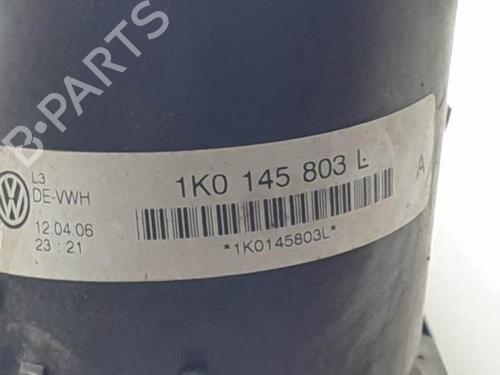 B-PARTS
L3
DE-VWH
12.04.06
23:21
1K0 145 803 L
A
*1K0145803L*